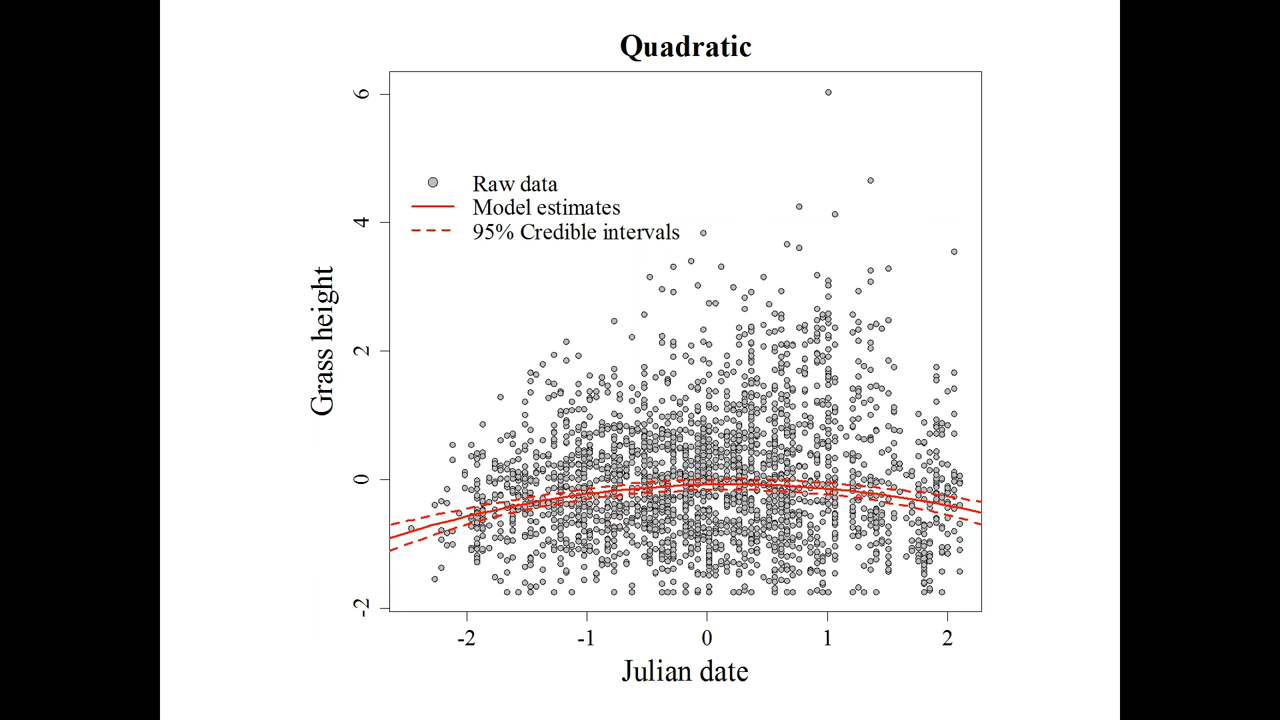 Quadratic
6
4
2
0
-2
Grass height
Raw data
Model estimates
95% Credible intervals
-2 -1 0 1 2
Julian date